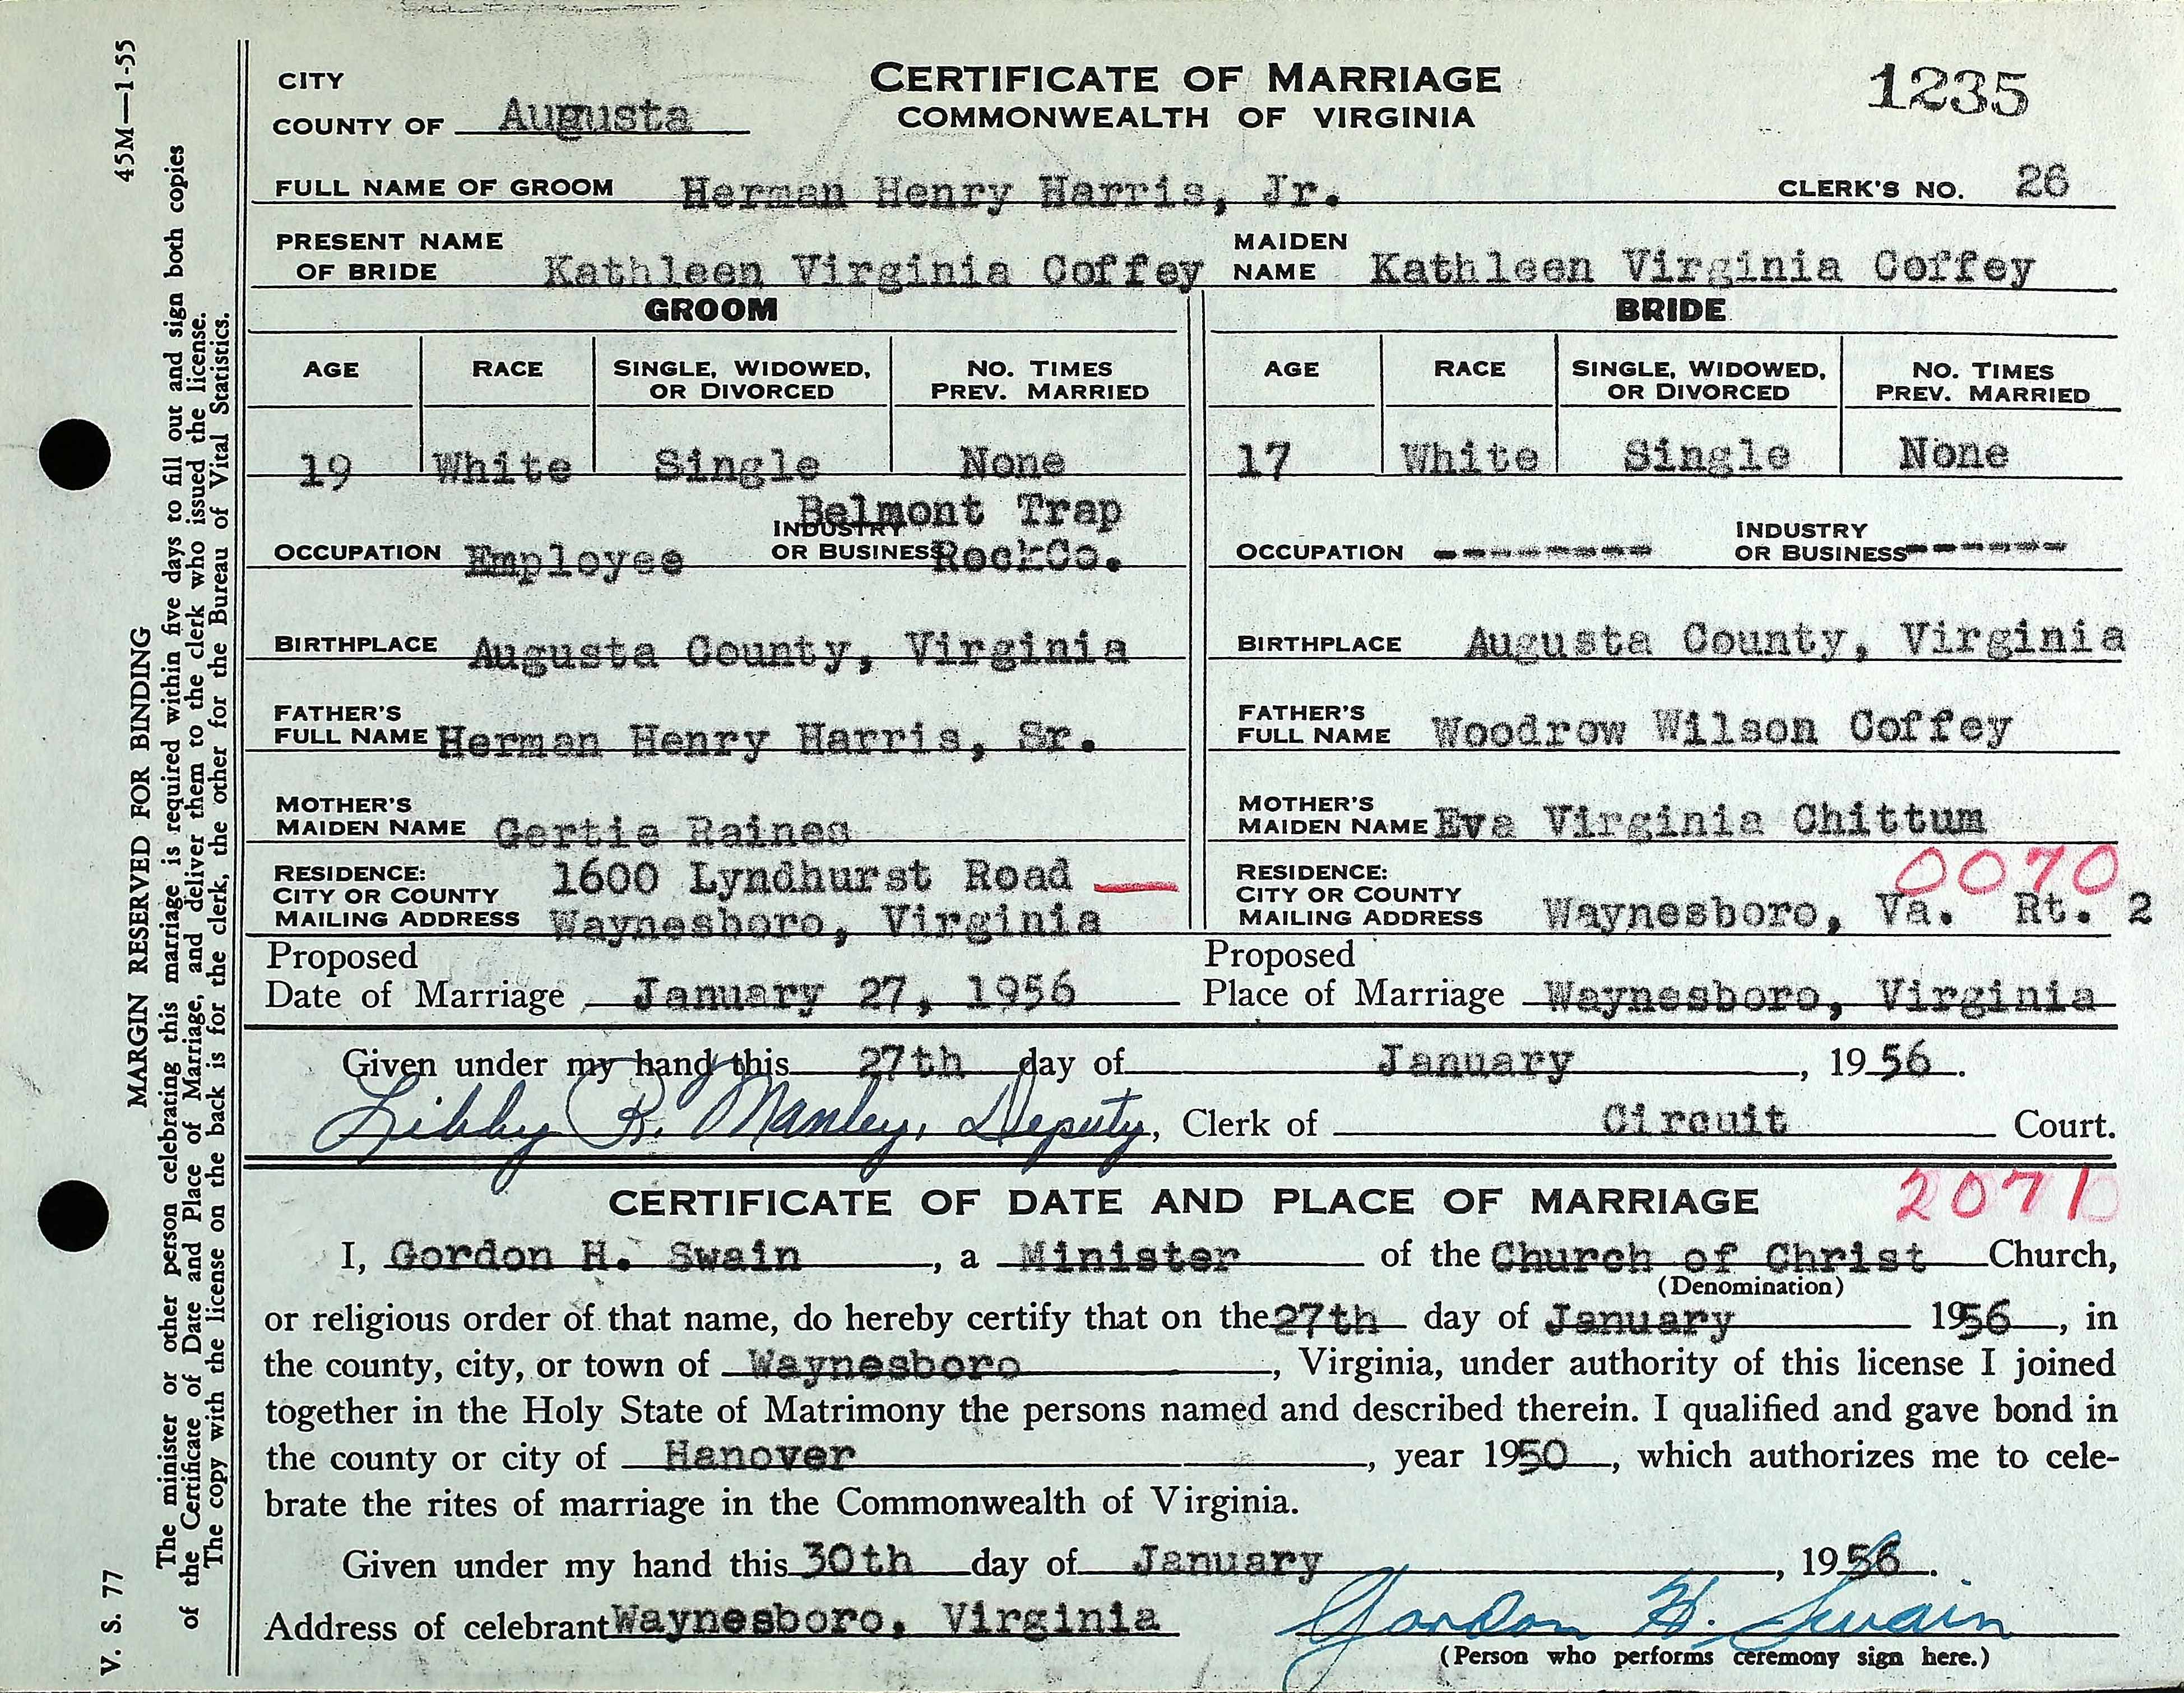 45M—1-55
MARGIN RESERVED FOR BINDING
The minister or other person celebrating this marriage is required within five days to fill out and sign both copies
of the Certificate of Date and Place of Marriage, and deliver them to the clerk who issued the license.
The copy with the license on the back is for the clerk, the other for the Bureau of Vital Statistics.
V. S. 77
CERTIFICATE OF MARRIAGE
COMMONWEALTH OF VIRGINIA
1235
CITY
COUNTY OF Augusta
FULL NAME OF GROOM Herman Henry Harris, Jr. CLERK'S NO. 26
PRESENT NAME OF BRIDE Kathleen Virginia Coffey MAIDEN NAME Kathleen Virginia Coffey
GROOM
AGE RACE SINGLE, WIDOWED, OR DIVORCED NO. TIMES PREV. MARRIED
19 White Single None
OCCUPATION Employee INDUSTRY OR BUSINESS Belmont Trap RockCo.
BIRTHPLACE Augusta County, Virginia
FATHER'S FULL NAME Herman Henry Harris, Sr.
MOTHER'S MAIDEN NAME Gertie Raines
RESIDENCE: CITY OR COUNTY MAILING ADDRESS 1600 Lyndhurst Road Waynesboro, Virginia
BRIDE
AGE RACE SINGLE, WIDOWED, OR DIVORCED NO. TIMES PREV. MARRIED
17 White Single None
OCCUPATION --------- INDUSTRY OR BUSINESS -------
BIRTHPLACE Augusta County, Virginia
FATHER'S FULL NAME Woodrow Wilson Coffey
MOTHER'S MAIDEN NAME Eva Virginia Chittum
0070
RESIDENCE: CITY OR COUNTY MAILING ADDRESS Waynesboro, Va. Rt. 2
Proposed Date of Marriage January 27, 1956
Proposed Place of Marriage Waynesboro, Virginia
Given under my hand this 27th day of January, 1956.
Libby R. Manley, Deputy, Clerk of Circuit Court.
CERTIFICATE OF DATE AND PLACE OF MARRIAGE 2071
I, Gordon H. Swain, a Minister of the Church of Christ Church,
(Denomination)
or religious order of that name, do hereby certify that on the 27th day of January 1956, in
the county, city, or town of Waynesboro, Virginia, under authority of this license I joined
together in the Holy State of Matrimony the persons named and described therein. I qualified and gave bond in
the county or city of Hanover, year 1950, which authorizes me to cele-
brate the rites of marriage in the Commonwealth of Virginia.
Given under my hand this 30th day of January, 1956.
Address of celebrant Waynesboro, Virginia Gordon H. Swain
(Person who performs ceremony sign here.)